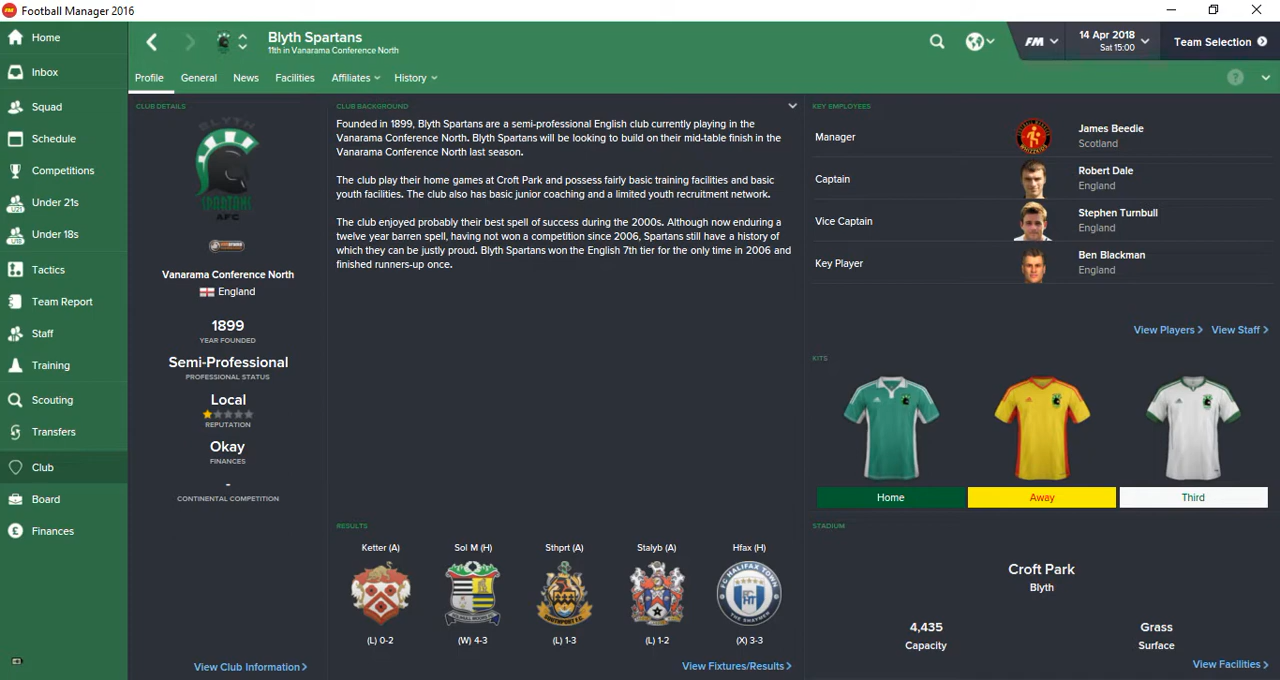 Football Manager 2016
Home
Inbox
Squad
Schedule
Competitions
Under 21s
Under 18s
Tactics
Team Report
Staff
Training
Scouting
Transfers
Club
Board
Finances
Blyth Spartans
11th in Vanarama Conference North
FM
14 Apr 2018
Sat 15:00
Team Selection
Profile
General
News
Facilities
Affiliates
History
?
CLUB DETAILS
BLYTH
SPARTANS
AFC
Vanarama Conference North
England
1899
YEAR FOUNDED
Semi-Professional
PROFESSIONAL STATUS
Local
REPUTATION
Okay
FINANCES
-
CONTINENTAL COMPETITION
View Club Information
CLUB BACKGROUND
Founded in 1899, Blyth Spartans are a semi-professional English club currently playing in the
Vanarama Conference North. Blyth Spartans will be looking to build on their mid-table finish in the
Vanarama Conference North last season.
The club play their home games at Croft Park and possess fairly basic training facilities and basic
youth facilities. The club also has basic junior coaching and a limited youth recruitment network.
The club enjoyed probably their best spell of success during the 2000s. Although now enduring a
twelve year barren spell, having not won a competition since 2006, Spartans still have a history of
which they can be justly proud. Blyth Spartans won the English 7th tier for the only time in 2006 and
finished runners-up once.
RESULTS
Ketter (A)
Sol M (H)
Sthprt (A)
Stalyb (A)
Hfax (H)
(L) 0-2
(W) 4-3
(L) 1-3
(L) 1-2
(X) 3-3
View Fixtures/Results
KEY EMPLOYEES
Manager
James Beedie
Scotland
Captain
Robert Dale
England
Vice Captain
Stephen Turnbull
England
Key Player
Ben Blackman
England
View Players
View Staff
KITS
Home
Away
Third
STADIUM
Croft Park
Blyth
4,435
Capacity
Grass
Surface
View Facilities